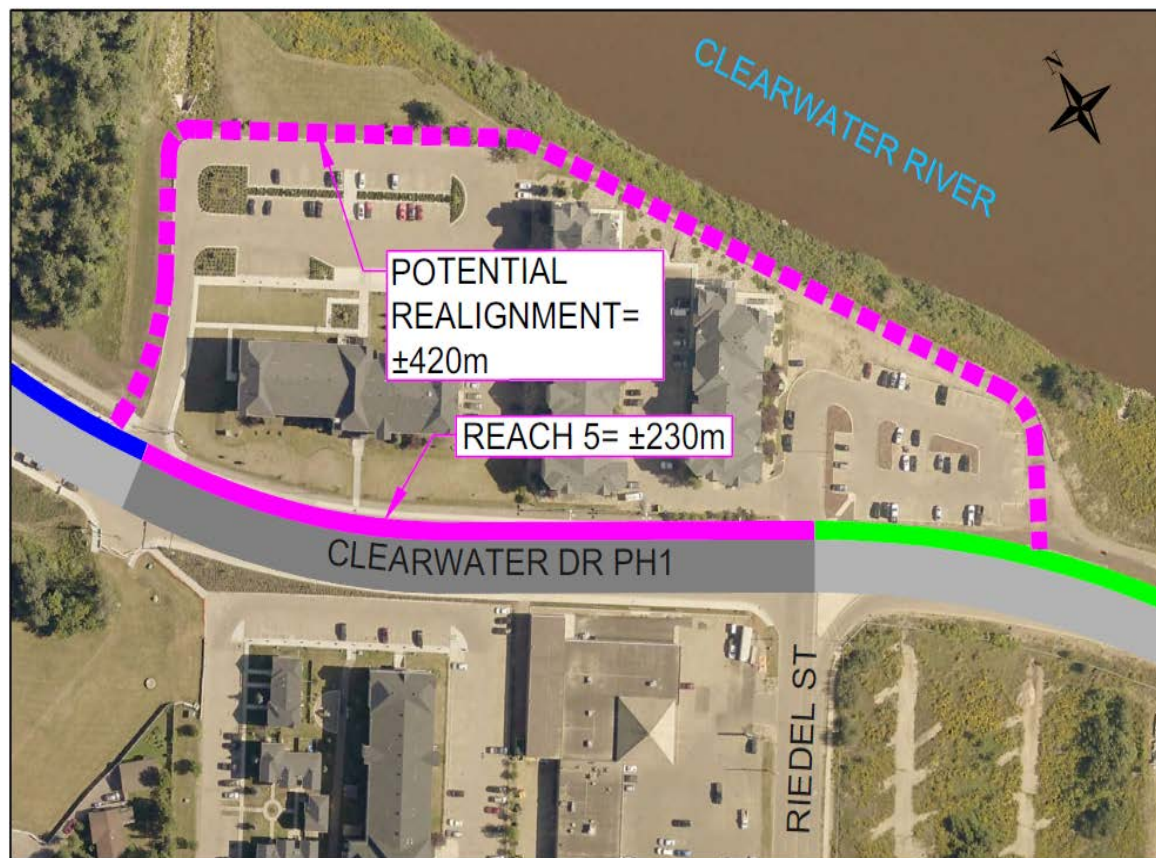 N
CLEARWATER RIVER
POTENTIAL
REALIGNMENT=
±420m
REACH 5= ±230m
CLEARWATER DR PH1
RIEDEL ST